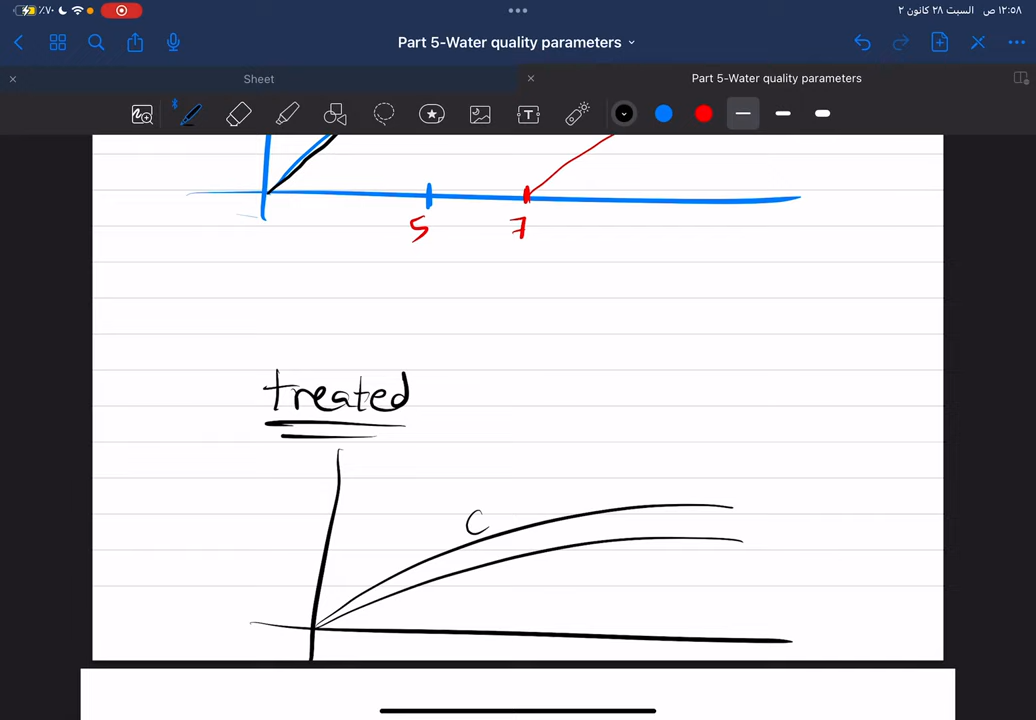 ٪٧٠ السبت ٢٨ كانون ٢ ١٢:٥٨ ص
Part 5-Water quality parameters
Sheet
Part 5-Water quality parameters
T
5 7
treated
C